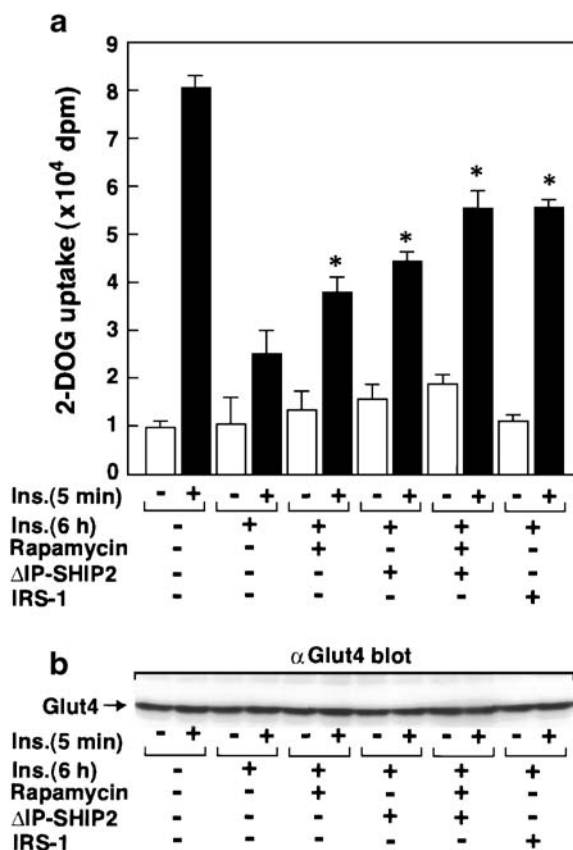 a
2-DOG uptake (x 10⁴ dpm)
9
8
7
6
5
4
3
2
1
0
* * * *
Ins.(5 min) - + - + - + - + - + - +
Ins.(6 h) - + + + + +
Rapamycin - - + - + -
ΔIP-SHIP2 - - - + + -
IRS-1 - - - - - +
b
αGlut4 blot
Glut4→
Ins.(5 min) - + - + - + - + - + - +
Ins.(6 h) - + + + + +
Rapamycin - - + - + -
ΔIP-SHIP2 - - - + + -
IRS-1 - - - - - +